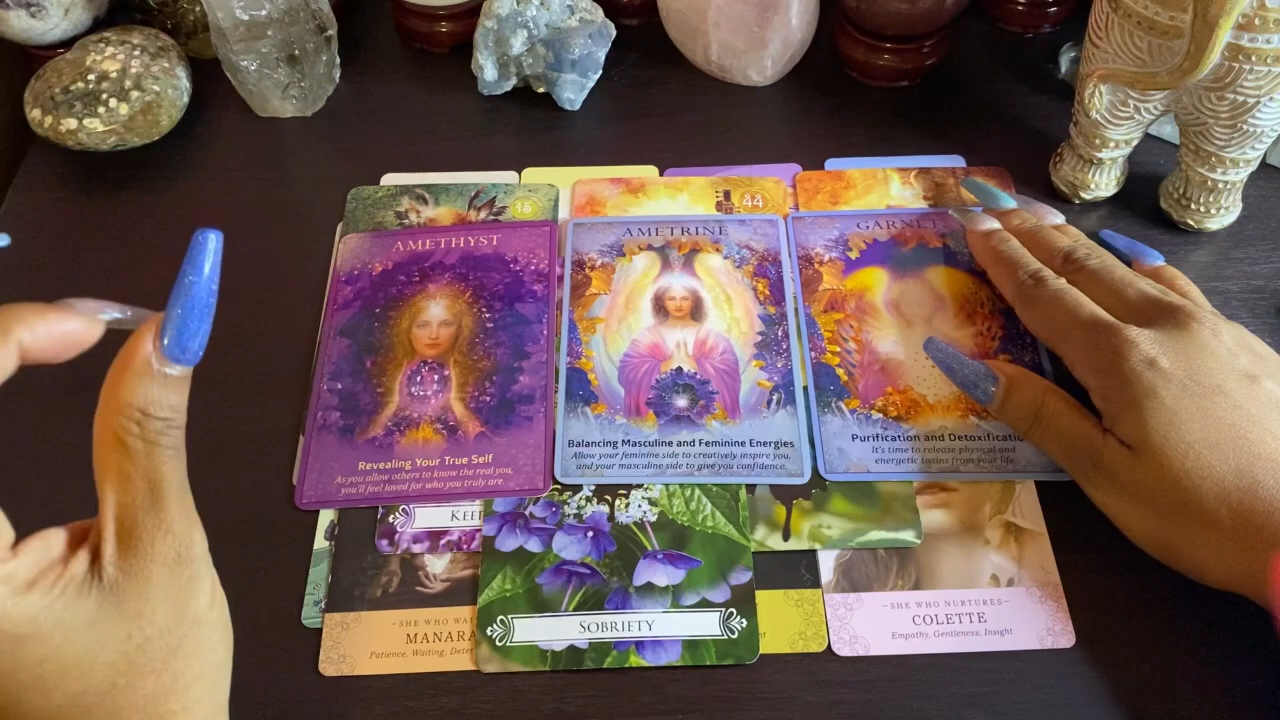 15
44
AMETHYST
AMETRINE
GARNET
Revealing Your True Self
As you allow others to know the real you,
you'll feel loved for who you truly are.
Balancing Masculine and Feminine Energies
Allow your feminine side to creatively inspire you,
and your masculine side to give you confidence.
Purification and Detoxificatio
It's time to release physical and
energetic toxins from your life
KEE
~SHE WHO WAI
MANARA
Patience, Waiting, Deter
SOBRIETY
~SHE WHO NURTURES~
COLETTE
Empathy, Gentleness, Insight